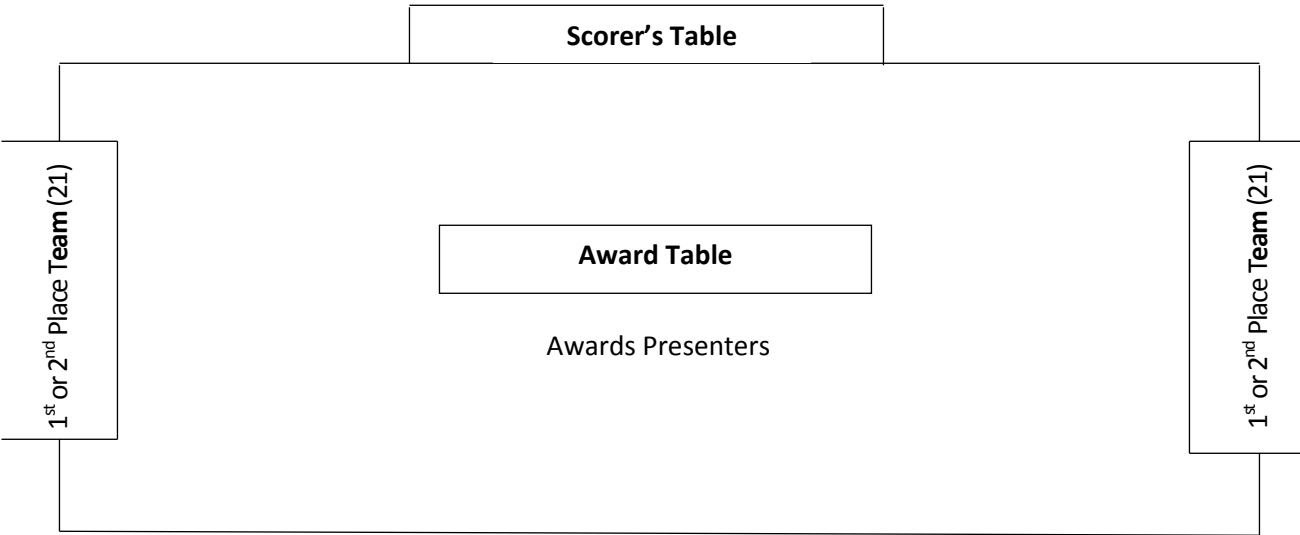 Scorer’s Table
1st or 2nd Place Team (21)
Award Table
Awards Presenters
1st or 2nd Place Team (21)